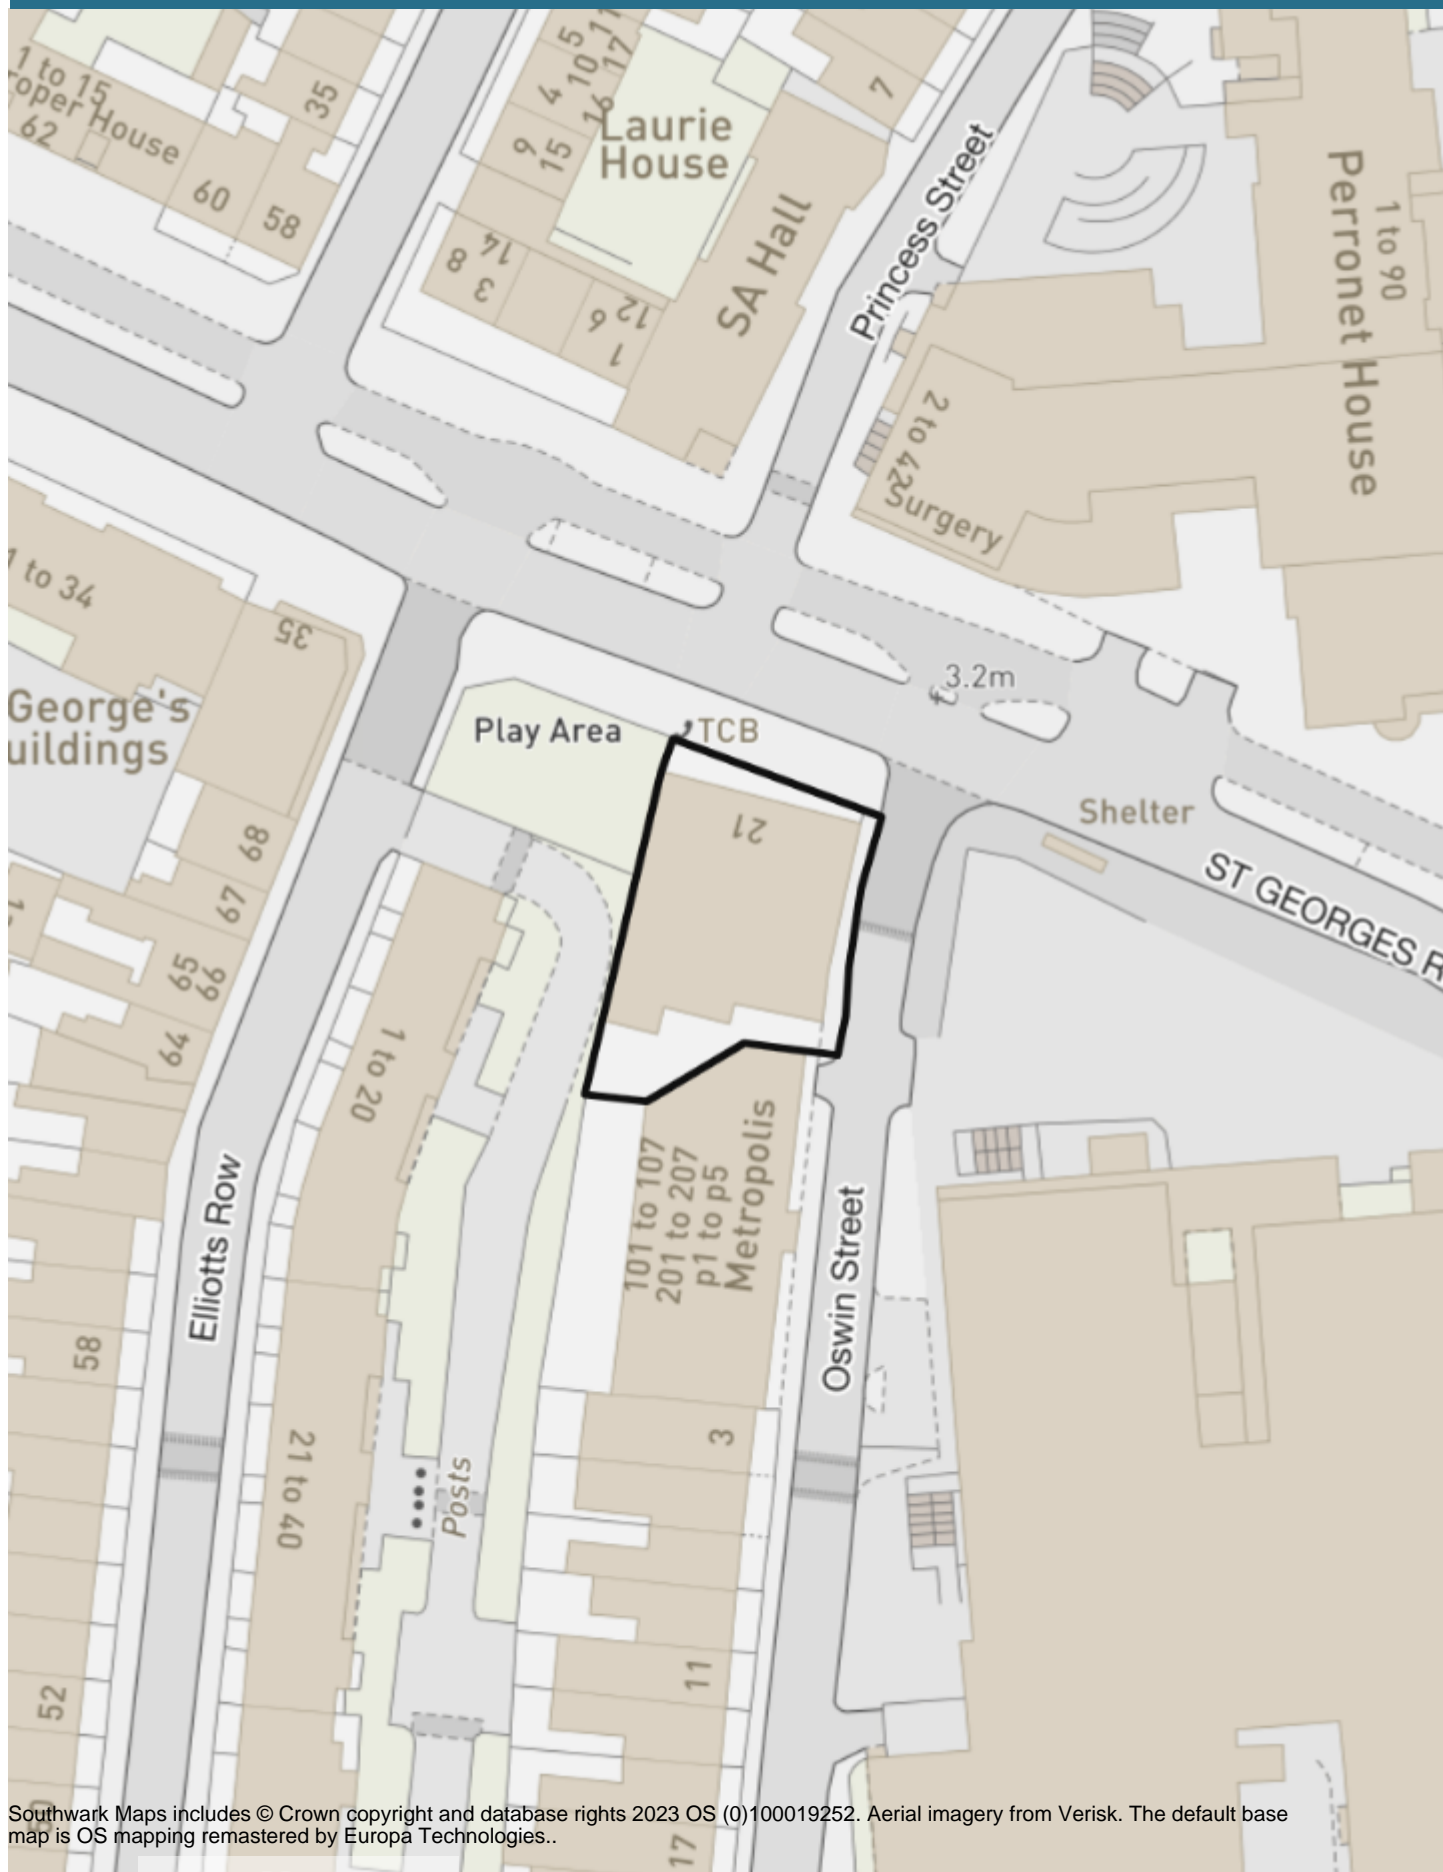 5
11
4
10
17
16
9
15
Laurie
House
7
35
1 to 15
roper House
62
60
58
8
14
3
6
12
1
SA Hall
Princess Street
1 to 90
Perronet House
2 to 42
Surgery
1 to 34
35
George's
uildings
Play Area
TCB
3.2m
21
Shelter
ST GEORGES R
68
67
65
66
64
1 to 20
Elliotts Row
101 to 107
201 to 207
p1 to p5
Metropolis
Oswin Street
58
3
21 to 40
Posts
52
11
50
17
Southwark Maps includes © Crown copyright and database rights 2023 OS (0)100019252. Aerial imagery from Verisk. The default base
map is OS mapping remastered by Europa Technologies..